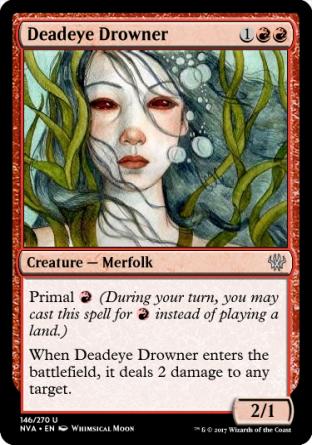 Deadeye Drowner 1
Creature — Merfolk
Primal (During your turn, you may
cast this spell for instead of playing a
land.)
When Deadeye Drowner enters the
battlefield, it deals 2 damage to any
target.
2/1
146/270 U
NVA • EN Whimsical Moon
™ & © 2017 Wizards of the Coast